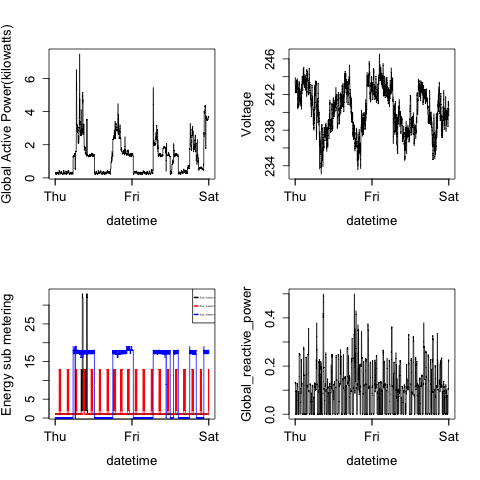 Global Active Power(kilowatts)
0 2 4 6
Thu Fri Sat
datetime
Voltage
234 238 242 246
Thu Fri Sat
datetime
Energy sub metering
0 5 15 25
Thu Fri Sat
datetime
Global_reactive_power
0.0 0.2 0.4
Thu Fri Sat
datetime